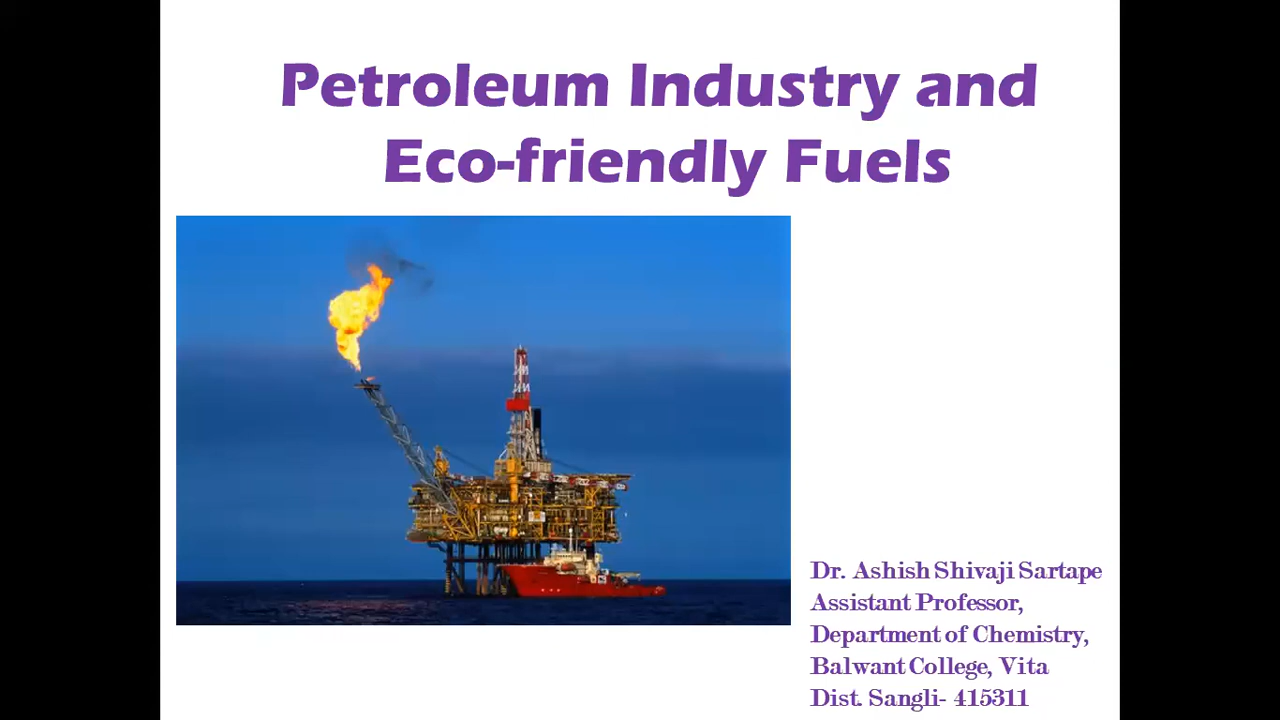 Petroleum Industry and
Eco-friendly Fuels
Dr. Ashish Shivaji Sartape
Assistant Professor,
Department of Chemistry,
Balwant College, Vita
Dist. Sangli- 415311